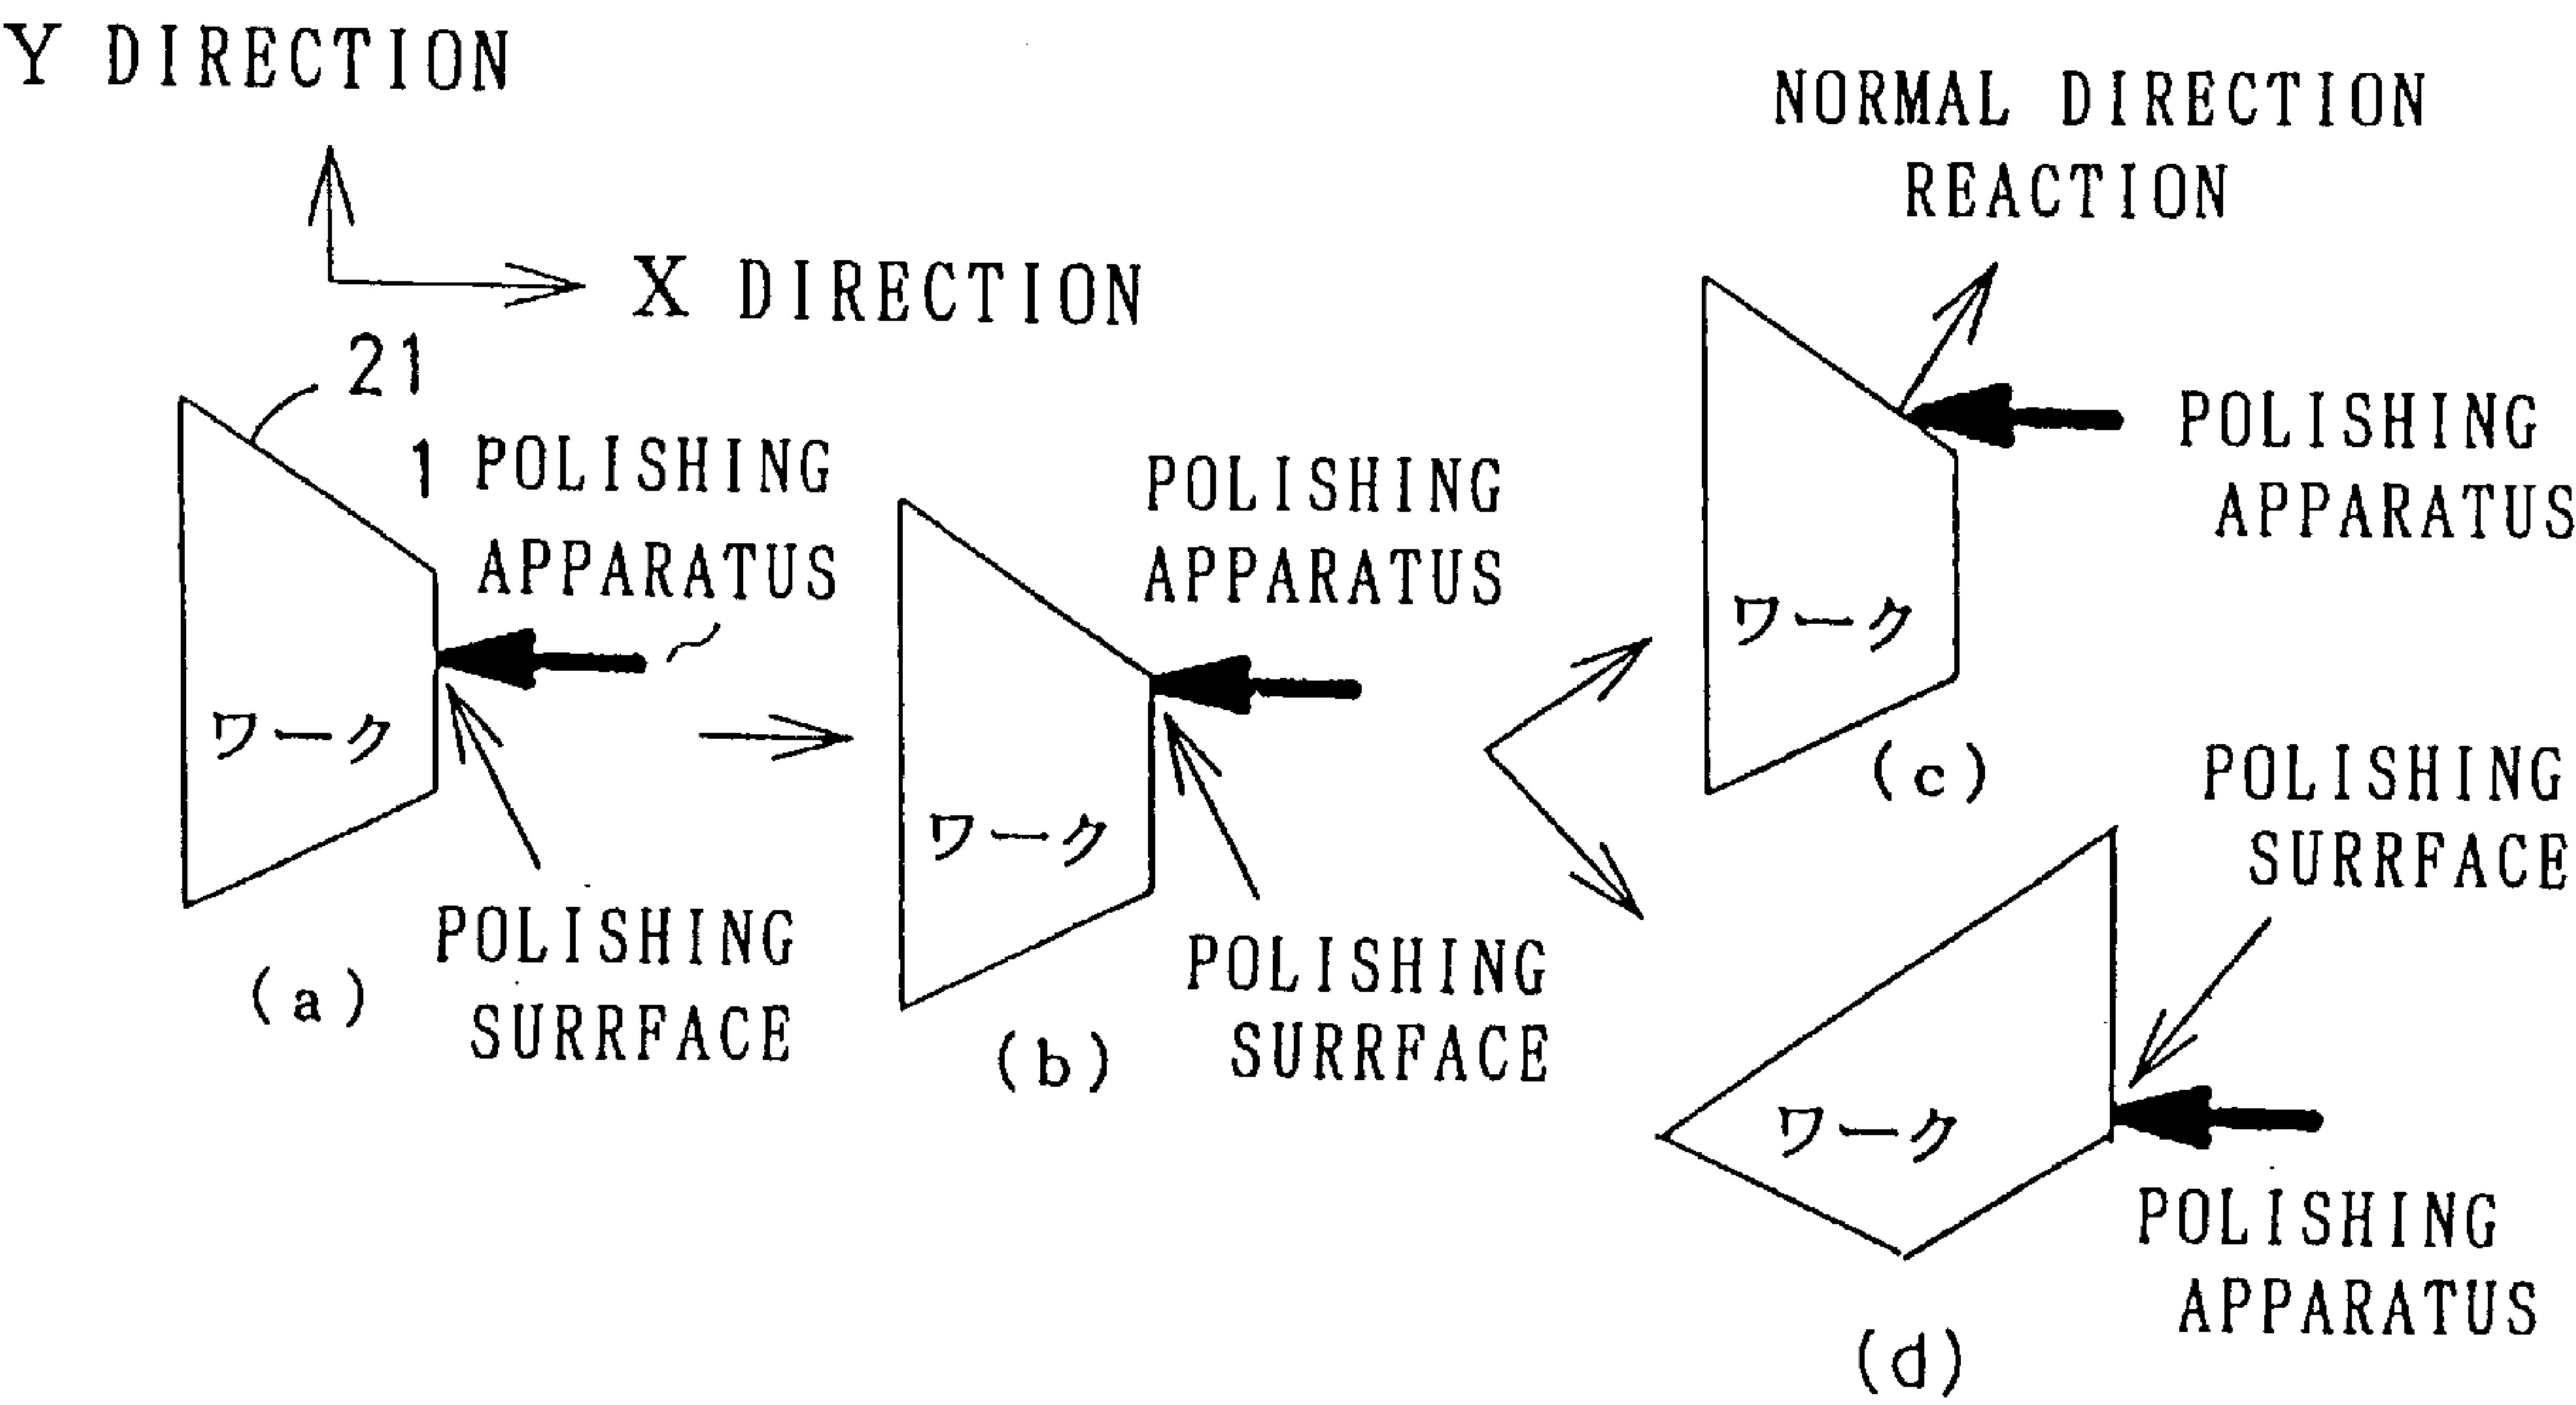 Y DIRECTION
X DIRECTION
21
1 POLISHING
APPARATUS
ワーク
POLISHING
SURRFACE
(a)
POLISHING
APPARATUS
ワーク
POLISHING
SURRFACE
(b)
NORMAL DIRECTION
REACTION
POLISHING
APPARATUS
ワーク
(c)
POLISHING
SURRFACE
ワーク
POLISHING
APPARATUS
(d)